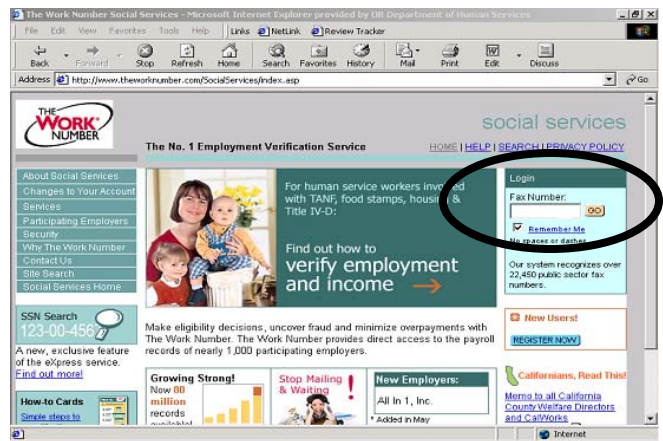 The Work Number Social Services - Microsoft Internet Explorer provided by OR Department of Human Services
File Edit View Favorites Tools Help Links NetLink Review Tracker
Back Forward Stop Refresh Home Search Favorites History Mail Print Edit Discuss
Address http://www.theworknumber.com/SocialServices/index.asp Go
THE
WORK
NUMBER
social services
The No. 1 Employment Verification Service
HOME | HELP | SEARCH | PRIVACY POLICY
About Social Services
Changes to Your Account
Services
Participating Employers
Security
Why The Work Number
Contact Us
Site Search
Social Services Home
For human service workers involved
with TANF, food stamps, housing &
Title IV-D:
Find out how to
verify employment
and income
Login
Fax Number:
GO
Remember Me
No spaces or dashes
Our system recognizes over
22,450 public sector fax
numbers.
SSN Search
123-00-4567
A new, exclusive feature
of the eXpress service.
Find out more!
Make eligibility decisions, uncover fraud and minimize overpayments with
The Work Number. The Work Number provides direct access to the payroll
records of nearly 1,000 participating employers.
New Users!
REGISTER NOW
How-to Cards
Simple steps to
Growing Strong!
Now 80
million
records
available!
Stop Mailing
& Waiting
New Employers:
All In 1, Inc.
* Added in May
Californians, Read This!
Memo to all California
County Welfare Directors
and CalWorks
Internet